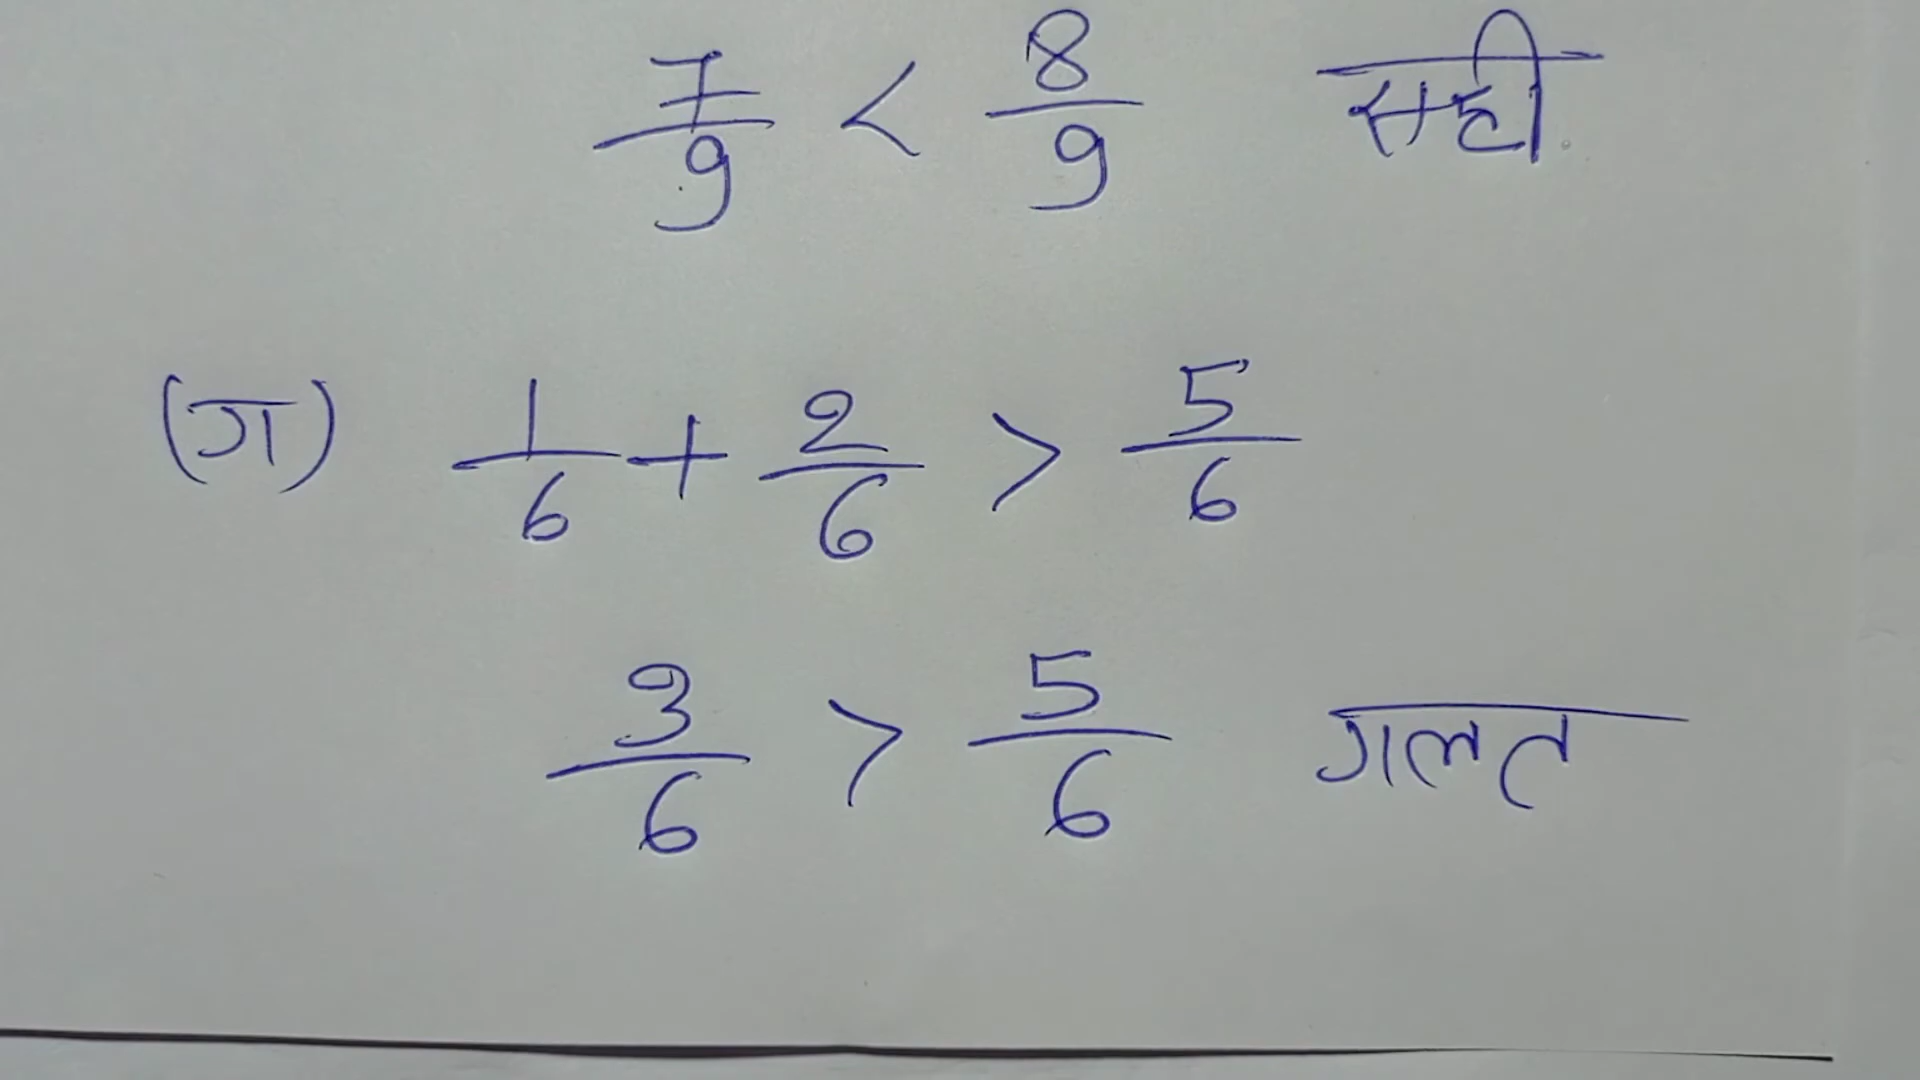 7/9 < 8/9 सही
(ग) 1/6 + 2/6 > 5/6
3/6 > 5/6 गलत